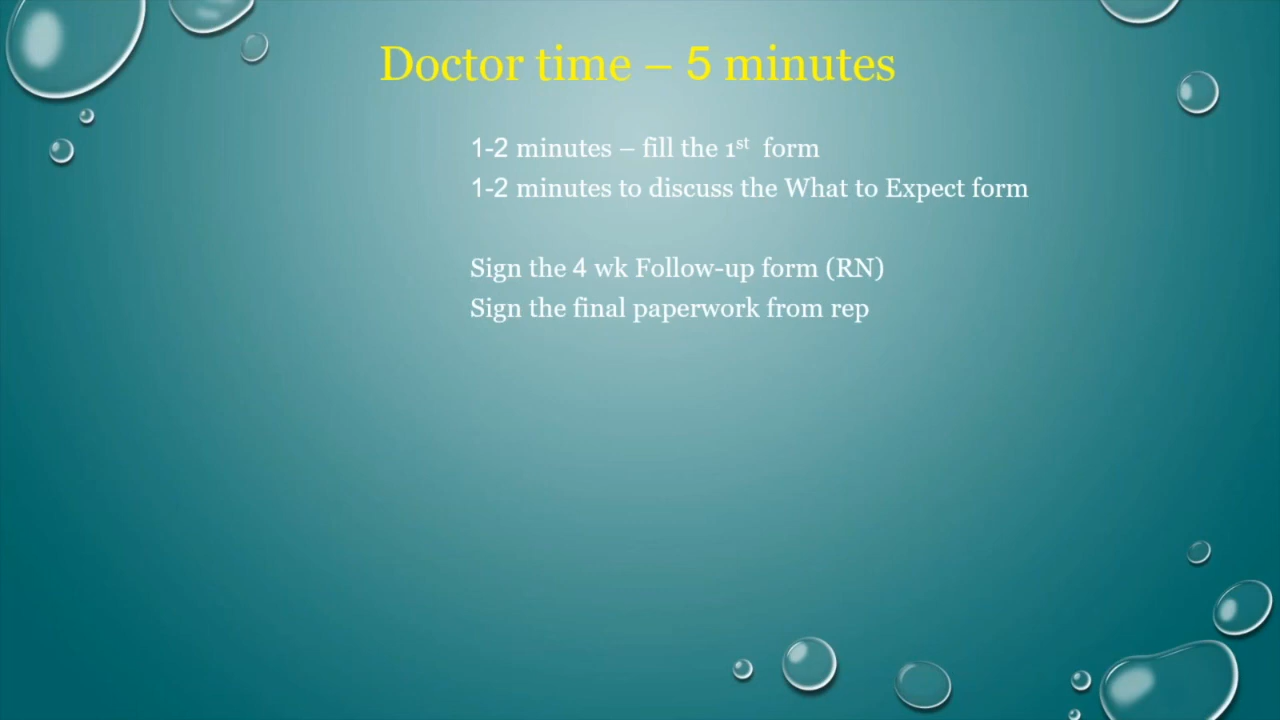 Doctor time – 5 minutes
1-2 minutes – fill the 1st form
1-2 minutes to discuss the What to Expect form
Sign the 4 wk Follow-up form (RN)
Sign the final paperwork from rep